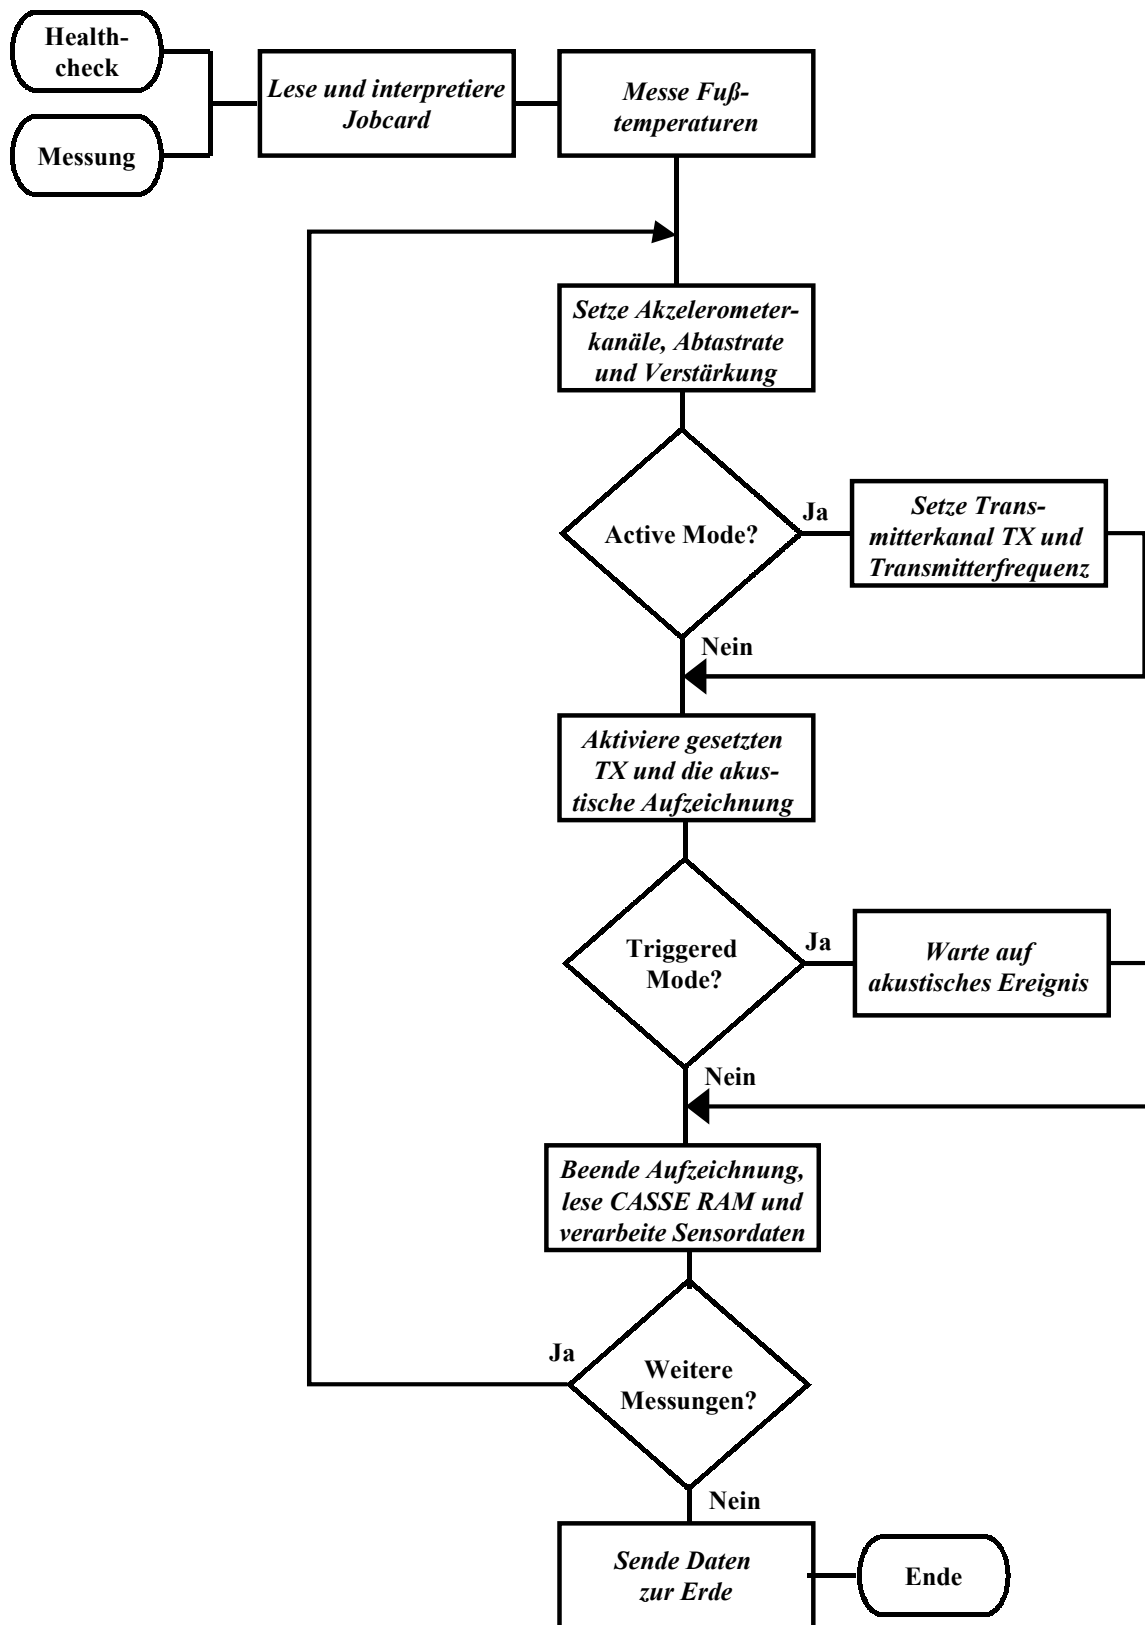 Health-
check
Messung
Lese und interpretiere
Jobcard
Messe Fuß-
temperaturen
Setze Akzelerometer-
kanäle, Abtastrate
und Verstärkung
Active Mode?
Ja
Setze Trans-
mitterkanal TX und
Transmitterfrequenz
Nein
Aktiviere gesetzten
TX und die akus-
tische Aufzeichnung
Triggered
Mode?
Ja
Warte auf
akustisches Ereignis
Nein
Beende Aufzeichnung,
lese CASSE RAM und
verarbeite Sensordaten
Ja
Weitere
Messungen?
Nein
Sende Daten
zur Erde
Ende